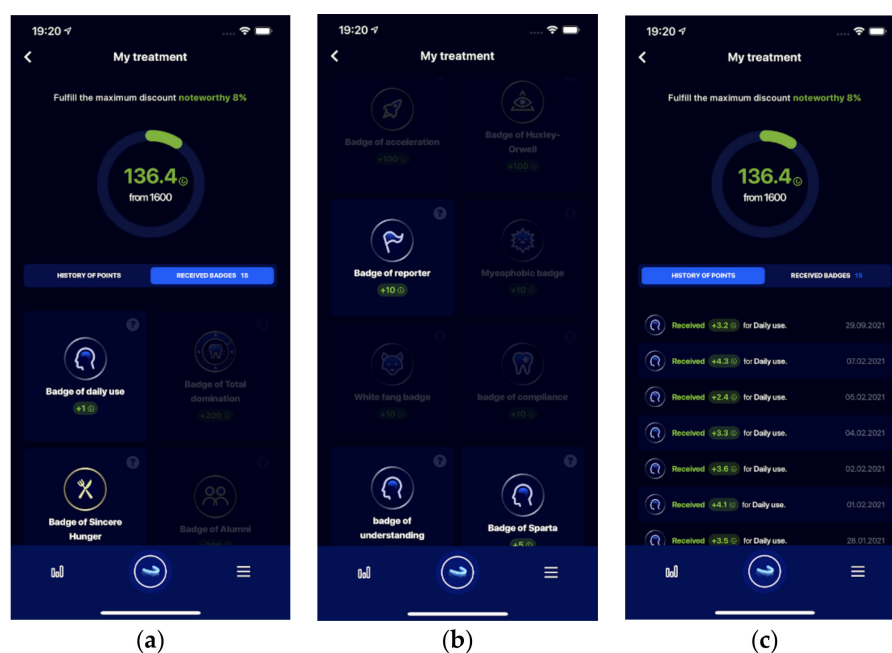 19:20
My treatment
Fulfill the maximum discount noteworthy 8%
136.4
from 1600
HISTORY OF POINTS
RECEIVED BADGES 15
?
Badge of daily use
+1
Badge of Total
domination
+200
?
Badge of Sincere
Hunger
Badge of Alumni
(a)
19:20
My treatment
Badge of acceleration
+100
Badge of Huxley-
Orwell
+100
?
Badge of reporter
+10
Mysophobic badge
+10
White fang badge
+10
badge of compliance
+10
?
badge of
understanding
?
Badge of Sparta
+5
(b)
19:20
My treatment
Fulfill the maximum discount noteworthy 8%
136.4
from 1600
HISTORY OF POINTS
RECEIVED BADGES 15
Received +3.2 for Daily use. 29.09.2021
Received +4.3 for Daily use. 07.02.2021
Received +2.4 for Daily use. 05.02.2021
Received +3.3 for Daily use. 04.02.2021
Received +3.6 for Daily use. 02.02.2021
Received +4.1 for Daily use. 01.02.2021
Received +3.5 for Daily use. 28.01.2021
(c)